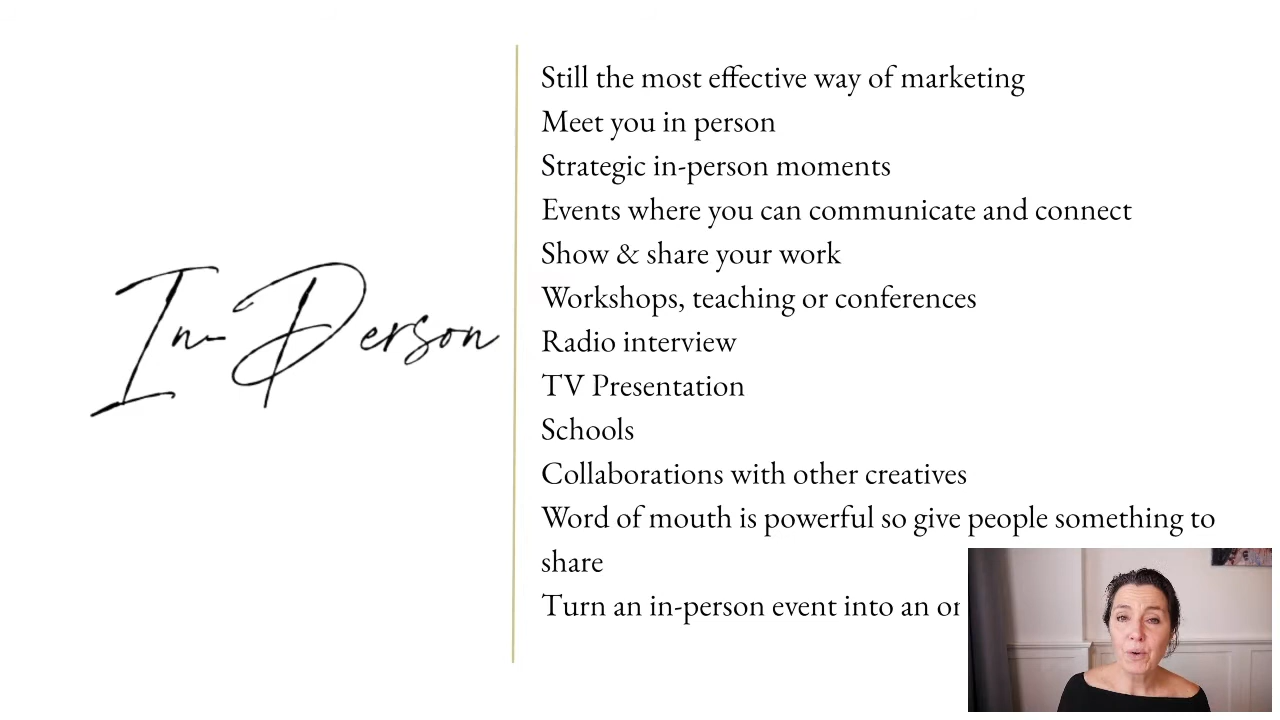 In-Person
Still the most effective way of marketing
Meet you in person
Strategic in-person moments
Events where you can communicate and connect
Show & share your work
Workshops, teaching or conferences
Radio interview
TV Presentation
Schools
Collaborations with other creatives
Word of mouth is powerful so give people something to
share
Turn an in-person event into an